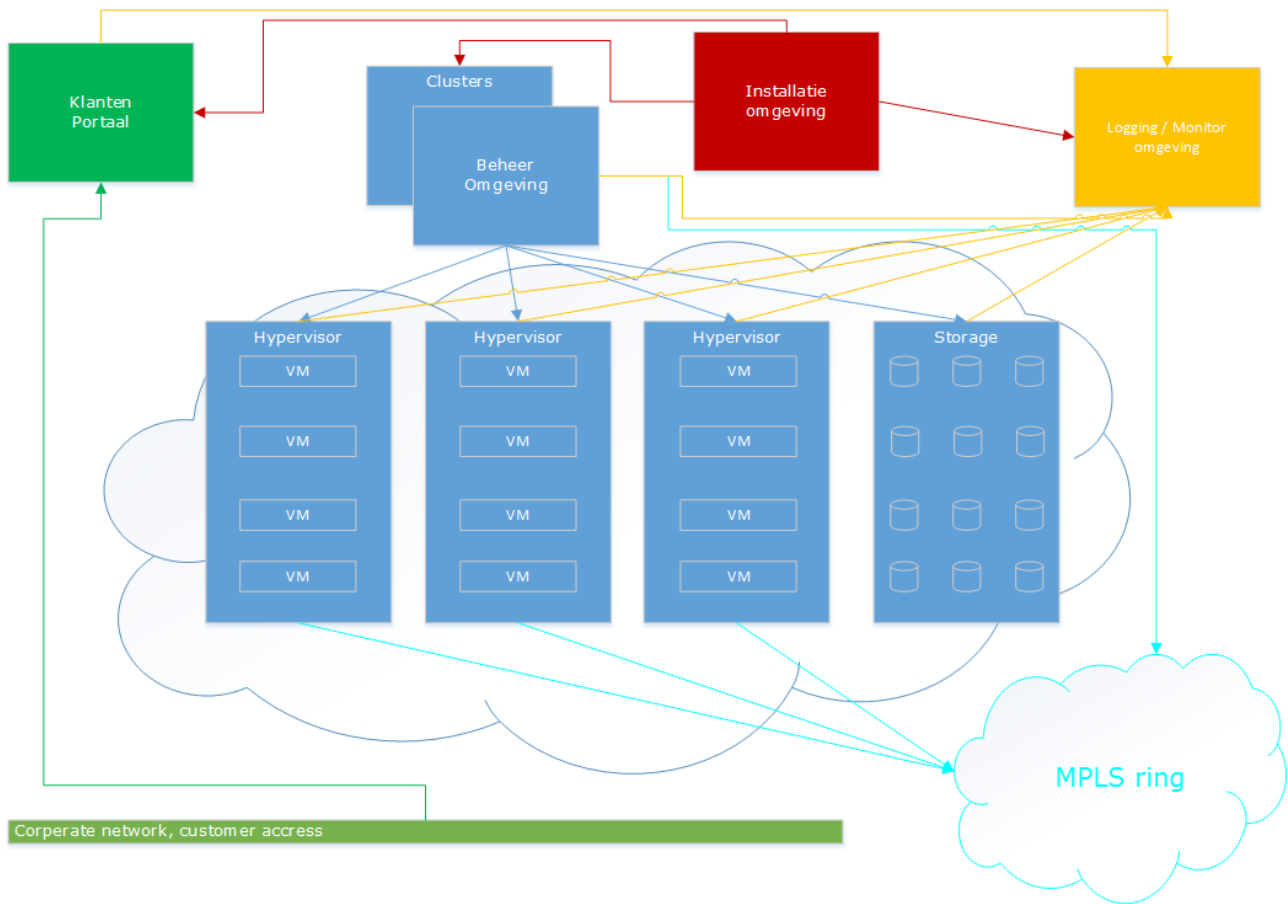 Klanten
Portaal
Clusters
Beheer
Omgeving
Installatie
omgeving
Logging / Monitor
omgeving
Hypervisor
VM
VM
VM
VM
Hypervisor
VM
VM
VM
VM
Hypervisor
VM
VM
VM
VM
Storage
MPLS ring
Corperate network, customer accress